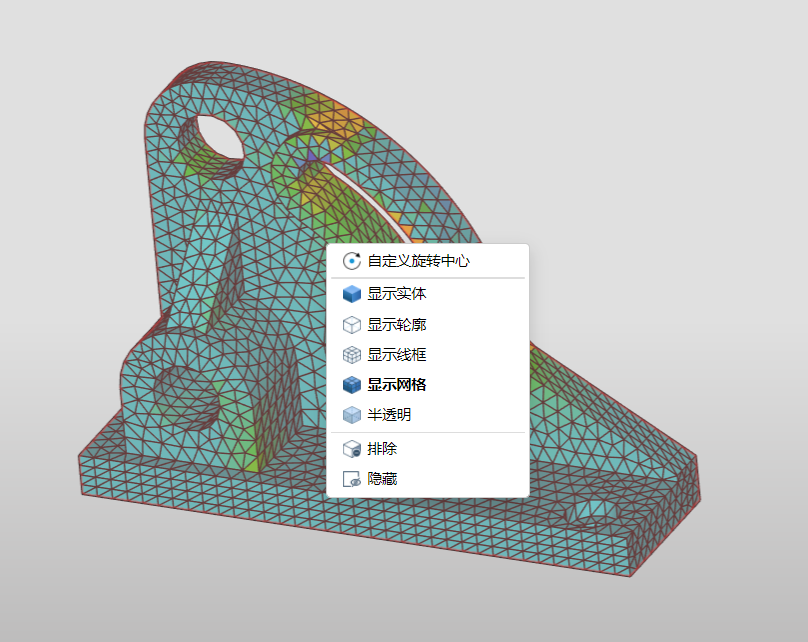 自定义旋转中心
显示实体
显示轮廓
显示线框
显示网格
半透明
排除
隐藏